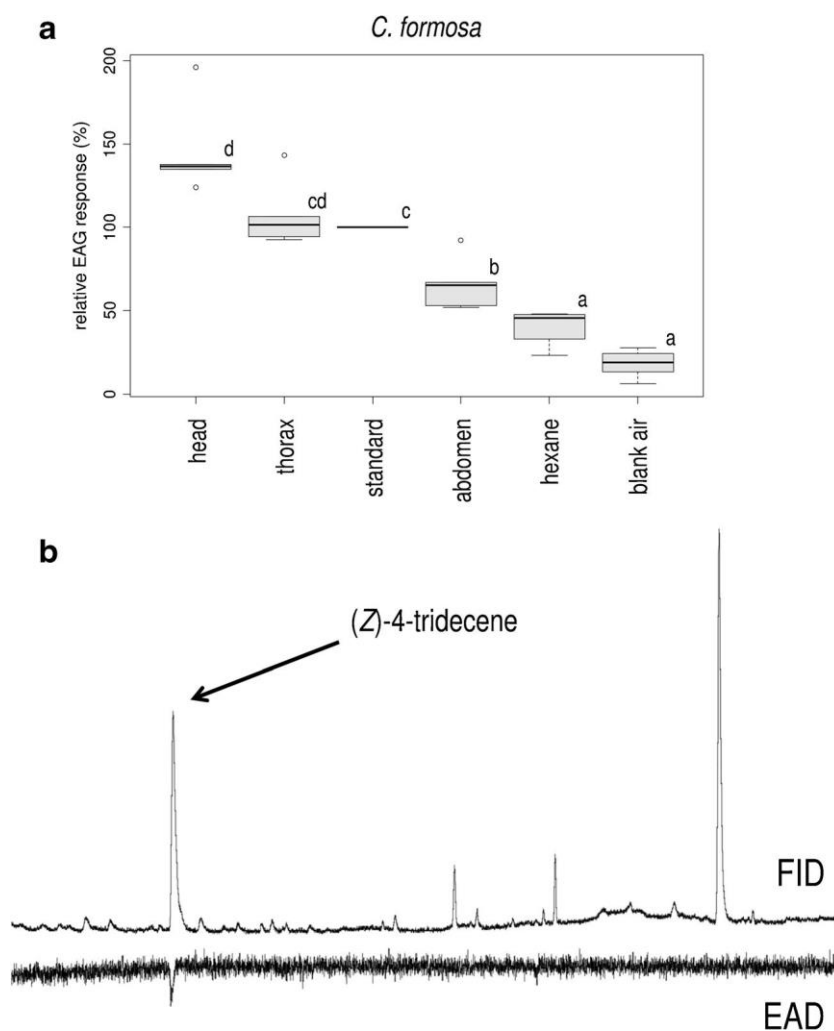 a
C. formosa
relative EAG response (%)
200
150
100
50
0
d
cd
c
b
a
a
head
thorax
standard
abdomen
hexane
blank air
b
(Z)-4-tridecene
FID
EAD